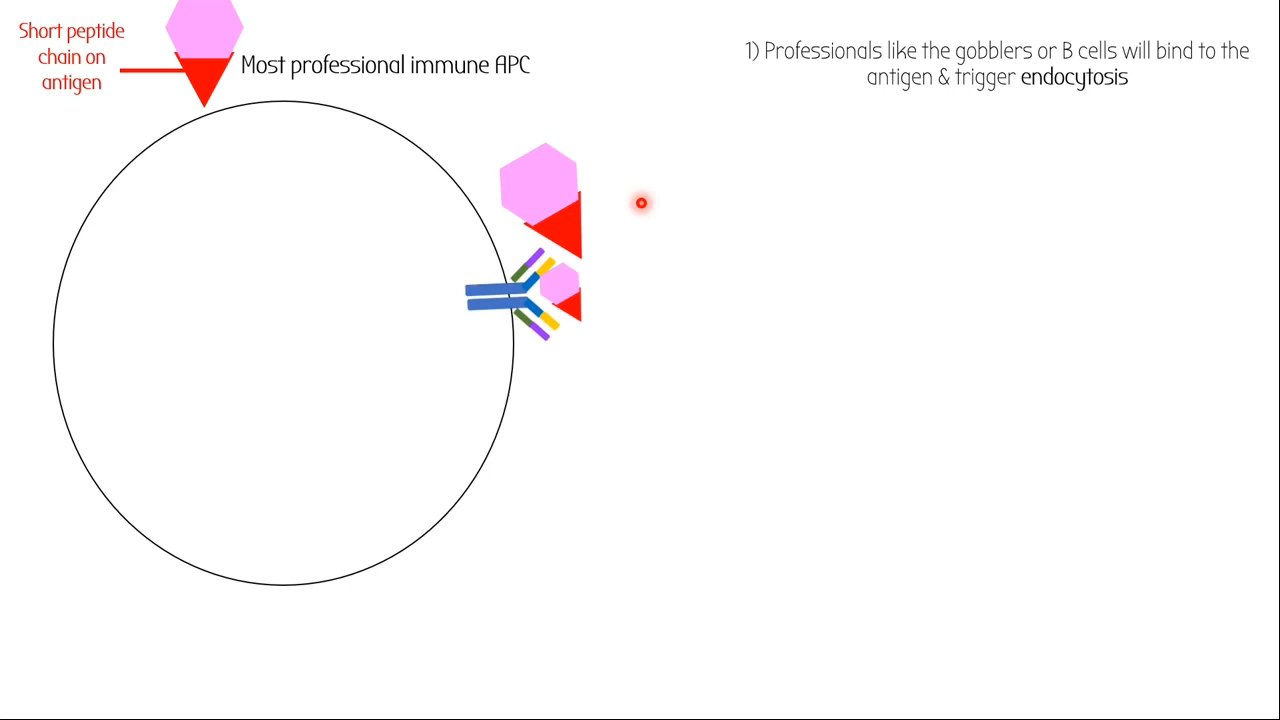 Short peptide
chain on
antigen
Most professional immune APC
1) Professionals like the gobblers or B cells will bind to the
antigen & trigger endocytosis